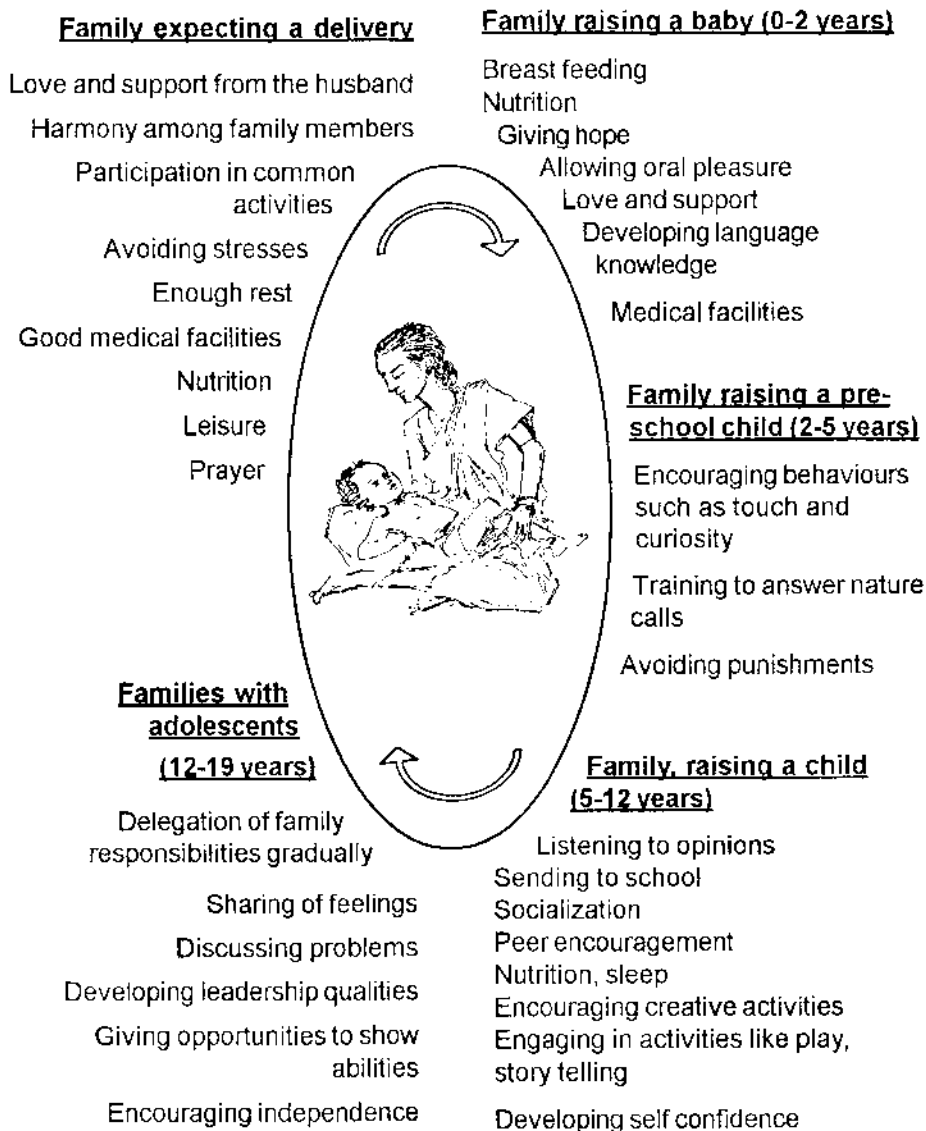 Family expecting a delivery
Love and support from the husband
Harmony among family members
Participation in common
activities
Avoiding stresses
Enough rest
Good medical facilities
Nutrition
Leisure
Prayer
Family raising a baby (0-2 years)
Breast feeding
Nutrition
Giving hope
Allowing oral pleasure
Love and support
Developing language
knowledge
Medical facilities
Family raising a pre-
school child (2-5 years)
Encouraging behaviours
such as touch and
curiosity
Training to answer nature
calls
Avoiding punishments
Family, raising a child
(5-12 years)
Listening to opinions
Sending to school
Socialization
Peer encouragement
Nutrition, sleep
Encouraging creative activities
Engaging in activities like play,
story telling
Developing self confidence
Families with
adolescents
(12-19 years)
Delegation of family
responsibilities gradually
Sharing of feelings
Discussing problems
Developing leadership qualities
Giving opportunities to show
abilities
Encouraging independence